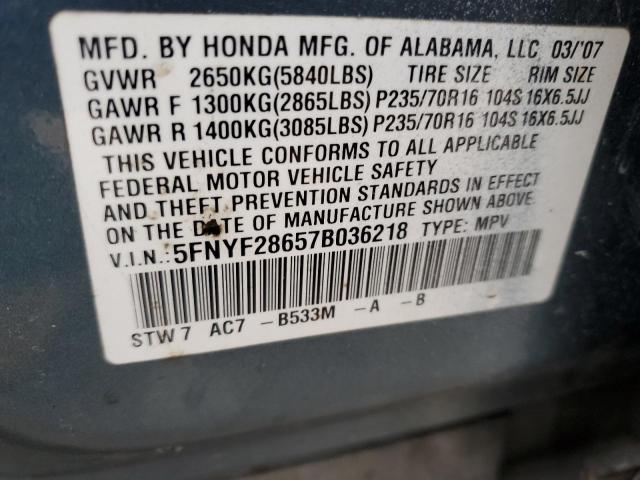 MFD. BY HONDA MFG. OF ALABAMA, LLC 03/'07
GVWR 2650KG(5840LBS) TIRE SIZE RIM SIZE
GAWR F 1300KG(2865LBS) P235/70R16 104S 16X6.5JJ
GAWR R 1400KG(3085LBS) P235/70R16 104S 16X6.5JJ
THIS VEHICLE CONFORMS TO ALL APPLICABLE
FEDERAL MOTOR VEHICLE SAFETY
AND THEFT PREVENTION STANDARDS IN EFFECT
ON THE DATE OF MANUFACTURE SHOWN ABOVE.
V.I.N.: 5FNYF28657B036218 TYPE: MPV
STW7 AC7 -B533M -A -B